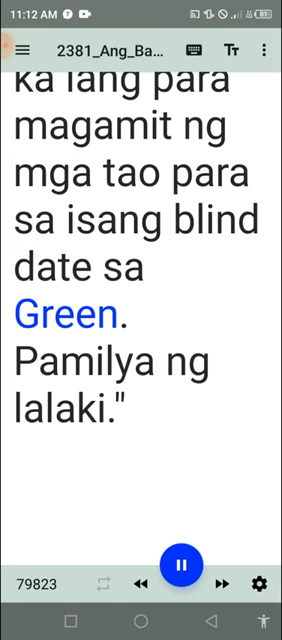 11:12 AM
2381_Ang_Ba...
Tт
ka lang para
magamit ng
mga tao para
sa isang blind
date sa
Green.
Pamilya ng
lalaki."
79823